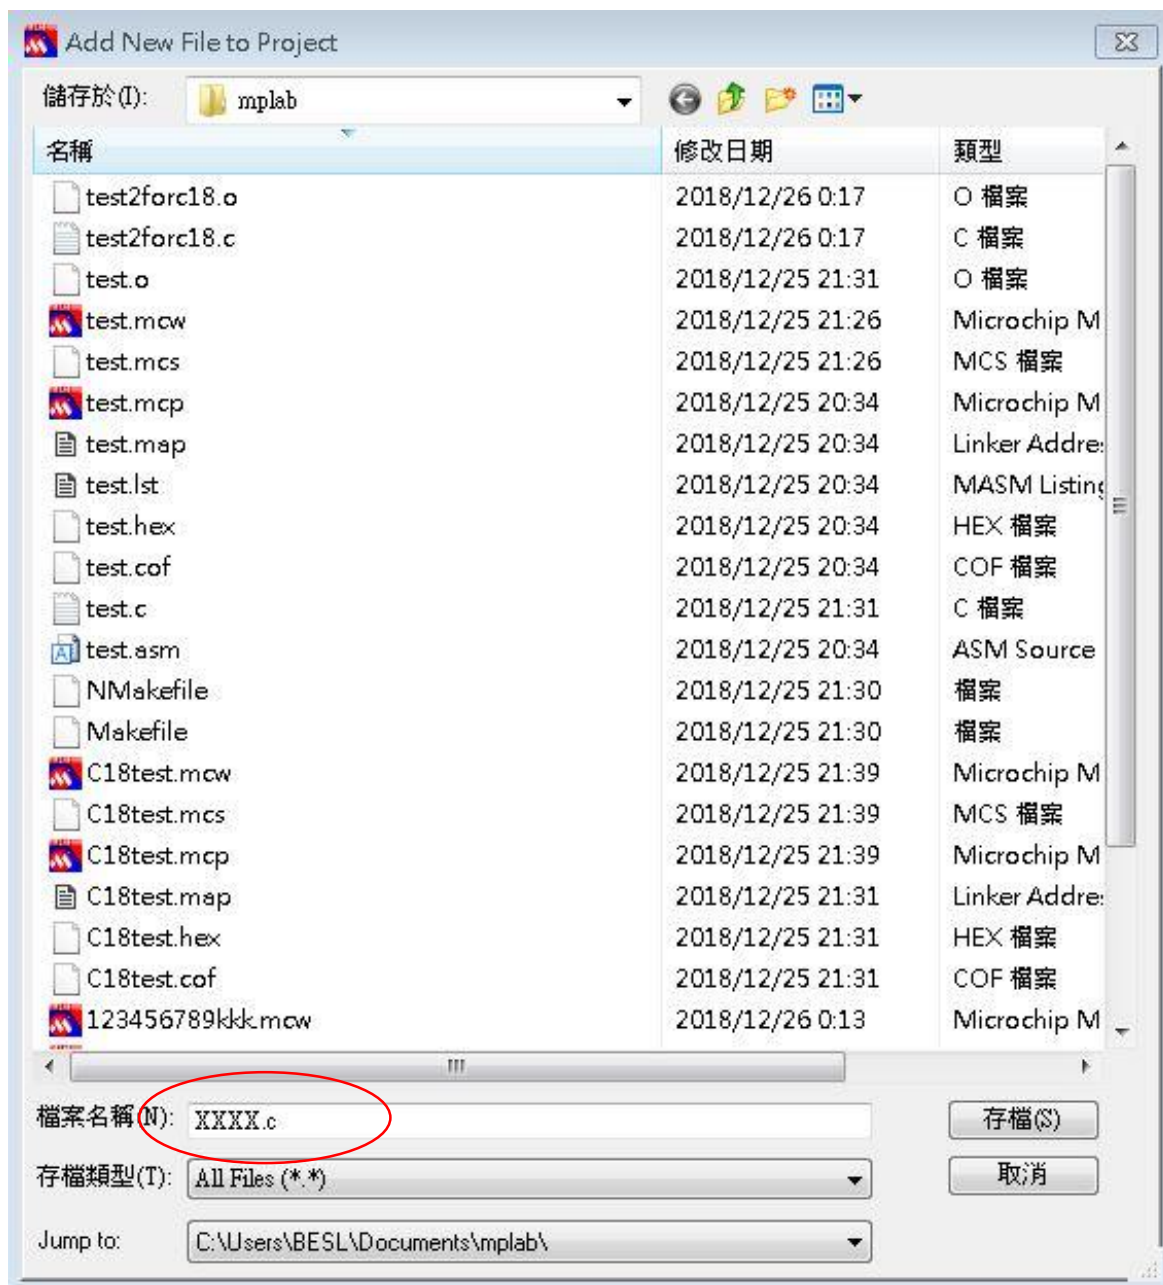 Add New File to Project
儲存於(I): mplab
名稱 修改日期 類型
test2forc18.o 2018/12/26 0:17 O 檔案
test2forc18.c 2018/12/26 0:17 C 檔案
test.o 2018/12/25 21:31 O 檔案
test.mcw 2018/12/25 21:26 Microchip M
test.mcs 2018/12/25 21:26 MCS 檔案
test.mcp 2018/12/25 20:34 Microchip M
test.map 2018/12/25 20:34 Linker Addre
test.lst 2018/12/25 20:34 MASM Listing
test.hex 2018/12/25 20:34 HEX 檔案
test.cof 2018/12/25 20:34 COF 檔案
test.c 2018/12/25 21:31 C 檔案
test.asm 2018/12/25 20:34 ASM Source
NMakefile 2018/12/25 21:30 檔案
Makefile 2018/12/25 21:30 檔案
C18test.mcw 2018/12/25 21:39 Microchip M
C18test.mcs 2018/12/25 21:39 MCS 檔案
C18test.mcp 2018/12/25 21:39 Microchip M
C18test.map 2018/12/25 21:31 Linker Addre
C18test.hex 2018/12/25 21:31 HEX 檔案
C18test.cof 2018/12/25 21:31 COF 檔案
123456789kkk.mcw 2018/12/26 0:13 Microchip M
檔案名稱(N): XXXX.c 存檔(S)
存檔類型(T): All Files (*.*) 取消
Jump to: C:\Users\BESL\Documents\mplab\